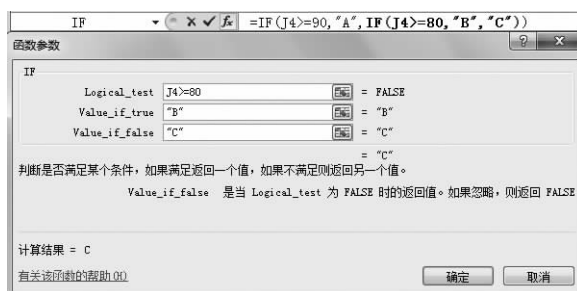 IF =IF(J4>=90,"A",IF(J4>=80,"B","C"))
函数参数
IF
Logical_test J4>=80 = FALSE
Value_if_true "B" = "B"
Value_if_false "C" = "C"
= "C"
判断是否满足某个条件，如果满足返回一个值，如果不满足则返回另一个值。
Value_if_false 是当 Logical_test 为 FALSE 时的返回值。如果忽略，则返回 FALSE
计算结果 = C
有关该函数的帮助(H)
确定 取消